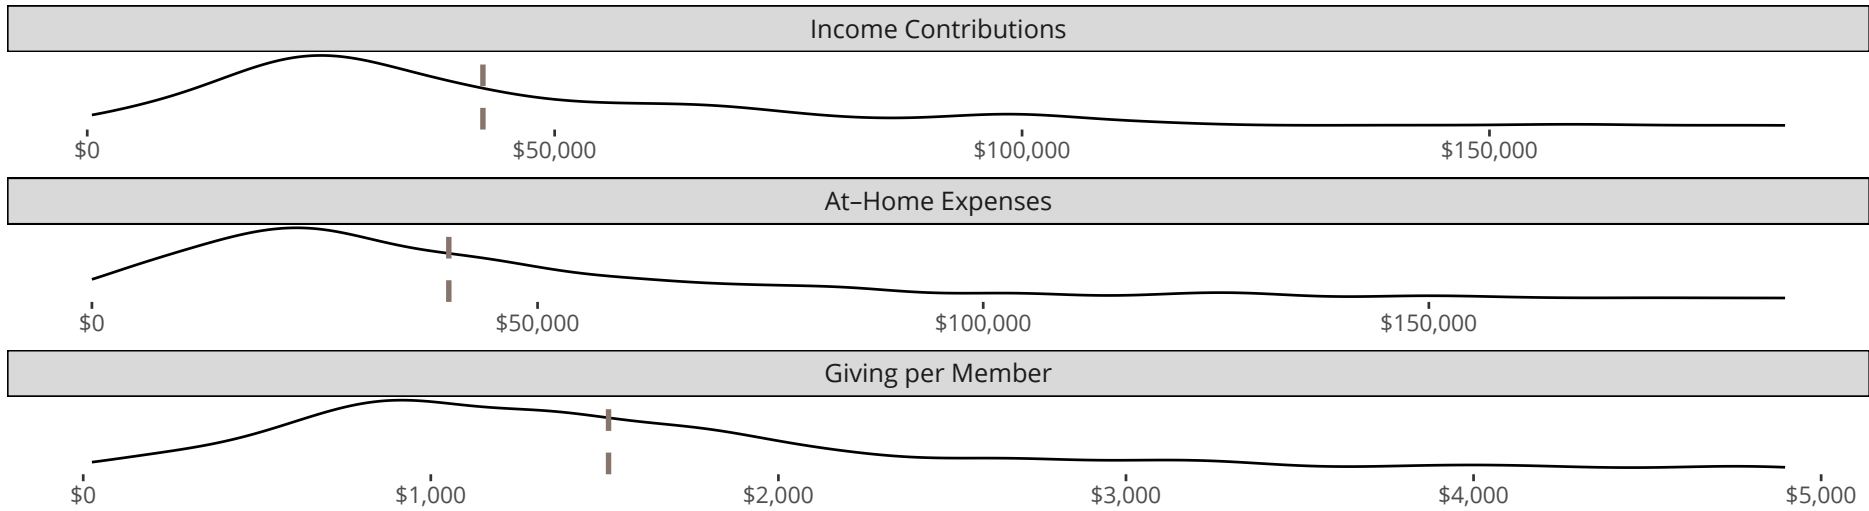 Income Contributions
$0 $50,000 $100,000 $150,000
At–Home Expenses
$0 $50,000 $100,000 $150,000
Giving per Member
$0 $1,000 $2,000 $3,000 $4,000 $5,000